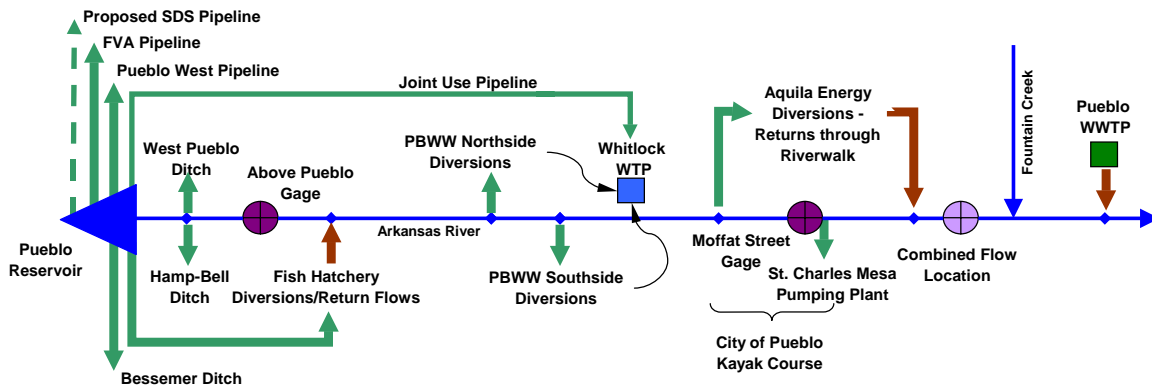 Proposed SDS Pipeline
FVA Pipeline
Pueblo West Pipeline
Joint Use Pipeline
West Pueblo
Ditch
Above Pueblo
Gage
PBWW Northside
Diversions
Whitlock
WTP
Aquila Energy
Diversions -
Returns through
Riverwalk
Fountain Creek
Pueblo
WWTP
Pueblo
Reservoir
Hamp-Bell
Ditch
Fish Hatchery
Diversions/Return Flows
Arkansas River
PBWW Southside
Diversions
Moffat Street
Gage
St. Charles Mesa
Pumping Plant
Combined Flow
Location
City of Pueblo
Kayak Course
Bessemer Ditch